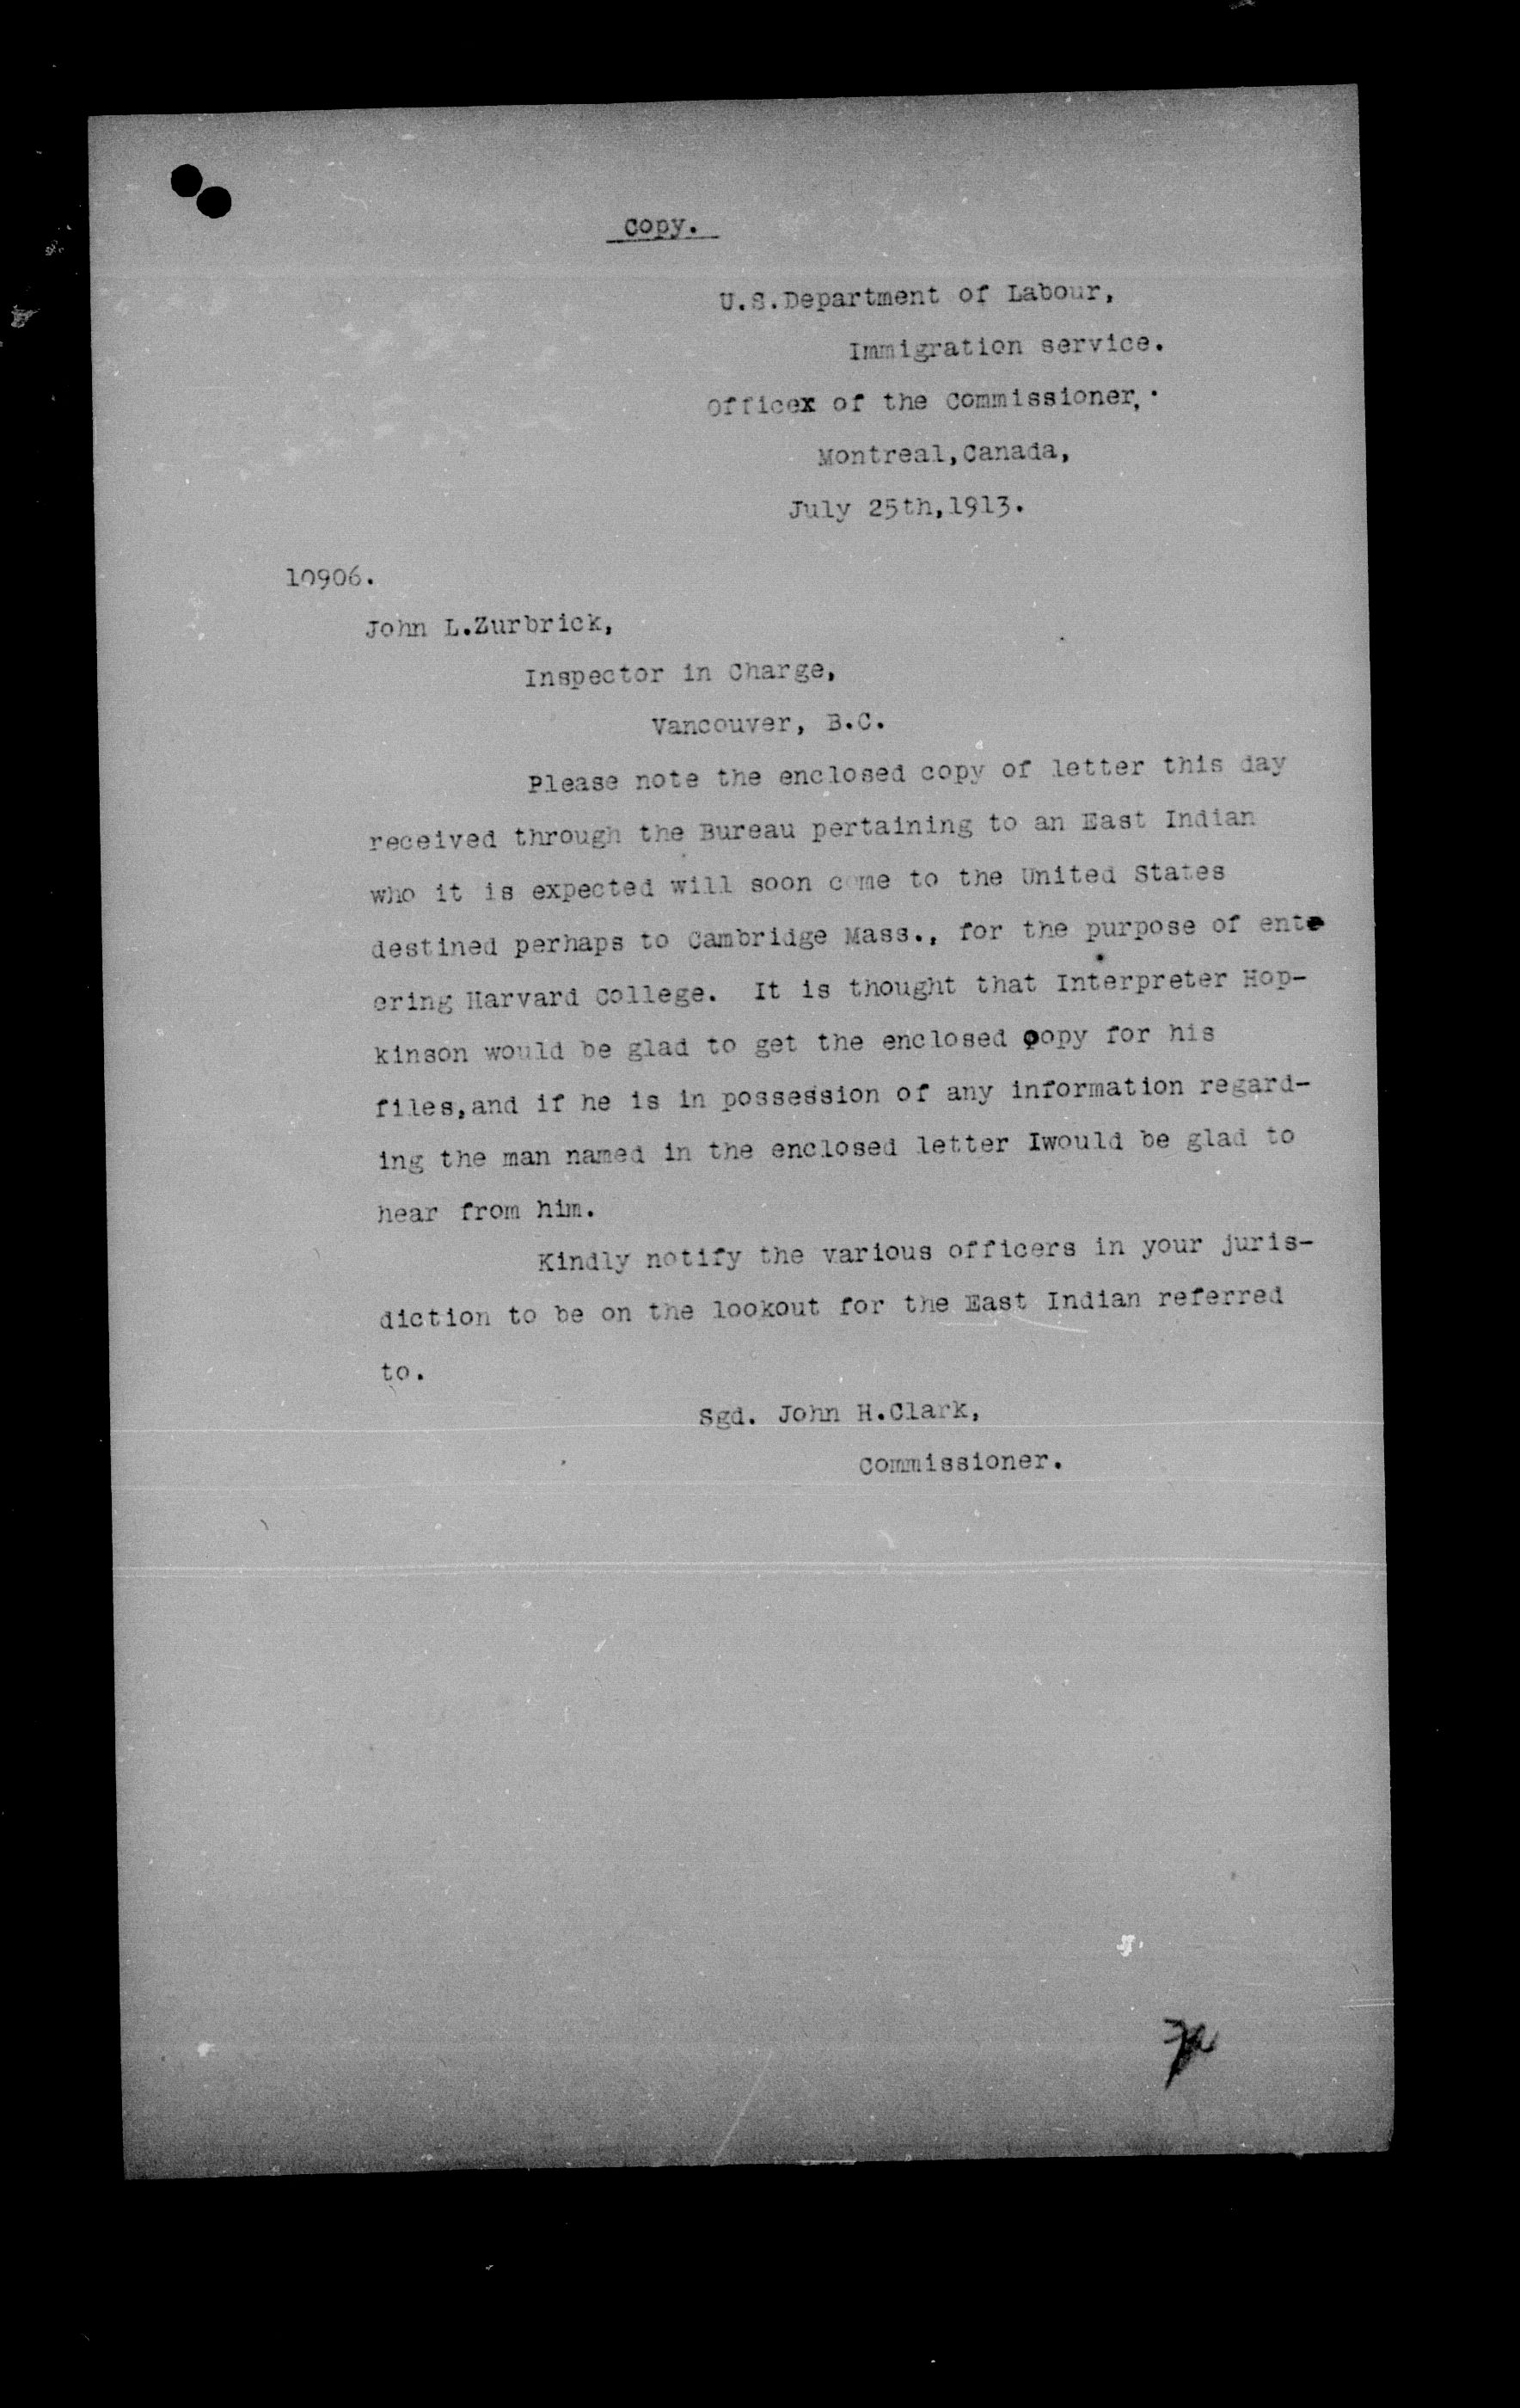 Copy.
U.S.Department of Labour,
Immigration service.
Officex of the Commissioner,.
Montreal,Canada,
July 25th,1913.
10906.
John L.Zurbrick,
Inspector in Charge,
Vancouver, B.C.
Please note the enclosed copy of letter this day
received through the Bureau pertaining to an East Indian
who it is expected will soon come to the United States
destined perhaps to Cambridge Mass., for the purpose of ente
ering Harvard College. It is thought that Interpreter Hop-
kinson would be glad to get the enclosed copy for his
files,and if he is in possession of any information regard-
ing the man named in the enclosed letter Iwould be glad to
hear from him.
Kindly notify the various officers in your juris-
diction to be on the lookout for the East Indian referred
to.
Sgd. John H.Clark,
Commissioner.